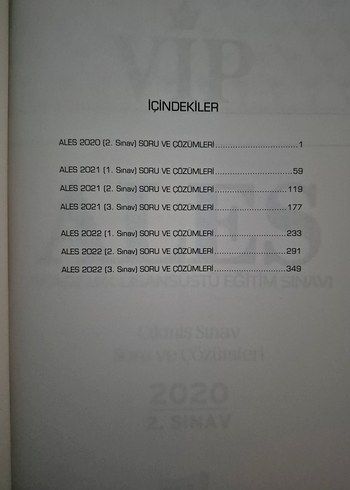 İÇİNDEKİLER
ALES 2020 (2. Sınav) SORU VE ÇÖZÜMLERİ..............................1
ALES 2021 (1. Sınav) SORU VE ÇÖZÜMLERİ............................59
ALES 2021 (2. Sınav) SORU VE ÇÖZÜMLERİ..........................119
ALES 2021 (3. Sınav) SORU VE ÇÖZÜMLERİ..........................177
ALES 2022 (1. Sınav) SORU VE ÇÖZÜMLERİ..........................233
ALES 2022 (2. Sınav) SORU VE ÇÖZÜMLERİ..........................291
ALES 2022 (3. Sınav) SORU VE ÇÖZÜMLERİ..........................349
2020
2. SINAV